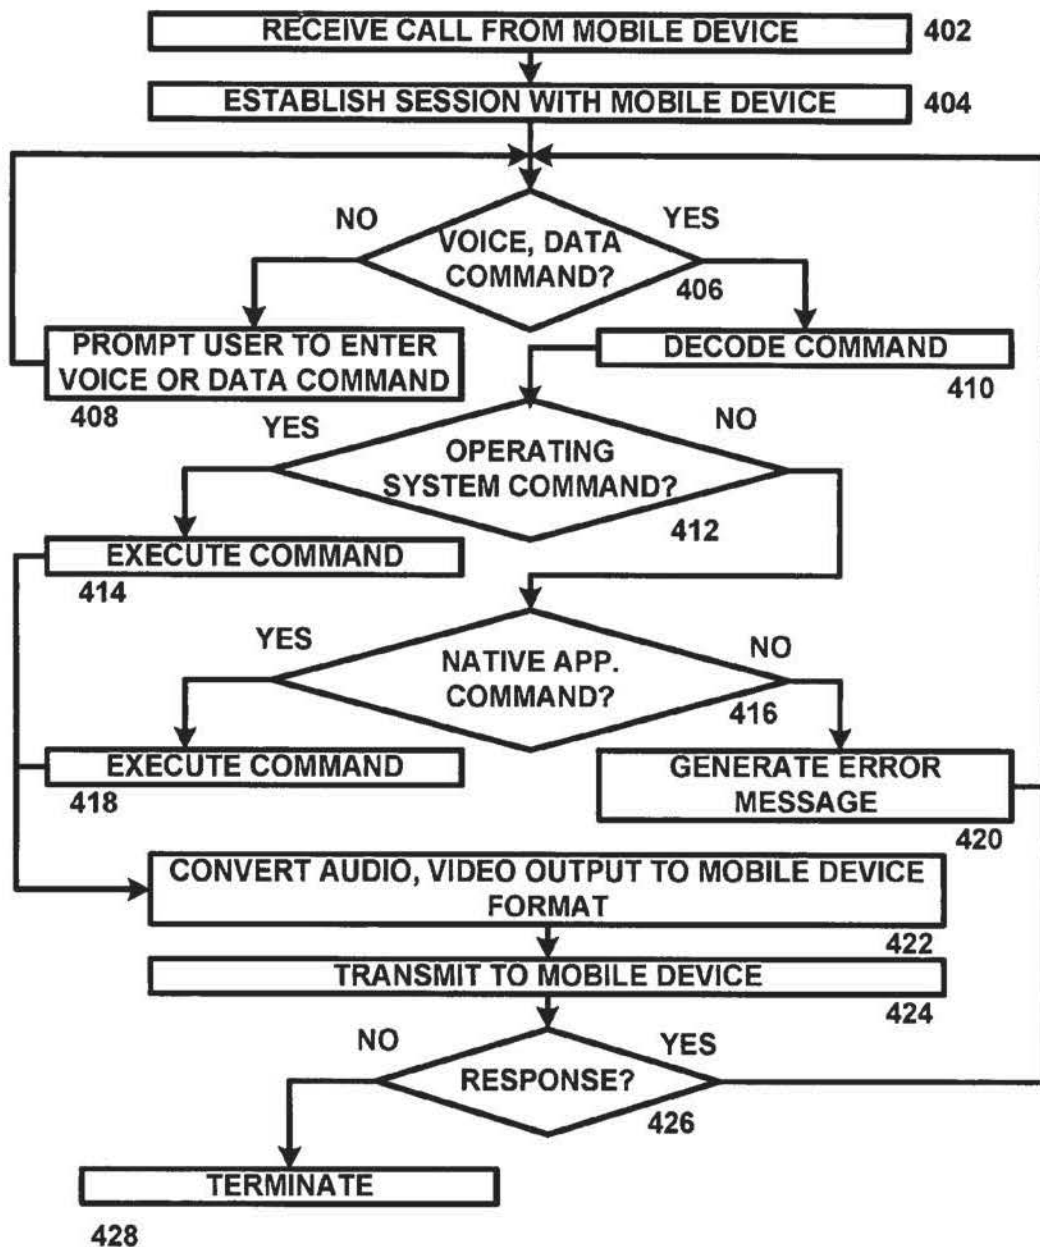 RECEIVE CALL FROM MOBILE DEVICE
402
ESTABLISH SESSION WITH MOBILE DEVICE
404
NO
YES
VOICE, DATA
COMMAND?
406
PROMPT USER TO ENTER
VOICE OR DATA COMMAND
408
DECODE COMMAND
410
YES
NO
OPERATING
SYSTEM COMMAND?
412
EXECUTE COMMAND
414
YES
NO
NATIVE APP.
COMMAND?
416
EXECUTE COMMAND
418
GENERATE ERROR
MESSAGE
420
CONVERT AUDIO, VIDEO OUTPUT TO MOBILE DEVICE
FORMAT
422
TRANSMIT TO MOBILE DEVICE
424
NO
YES
RESPONSE?
426
TERMINATE
428